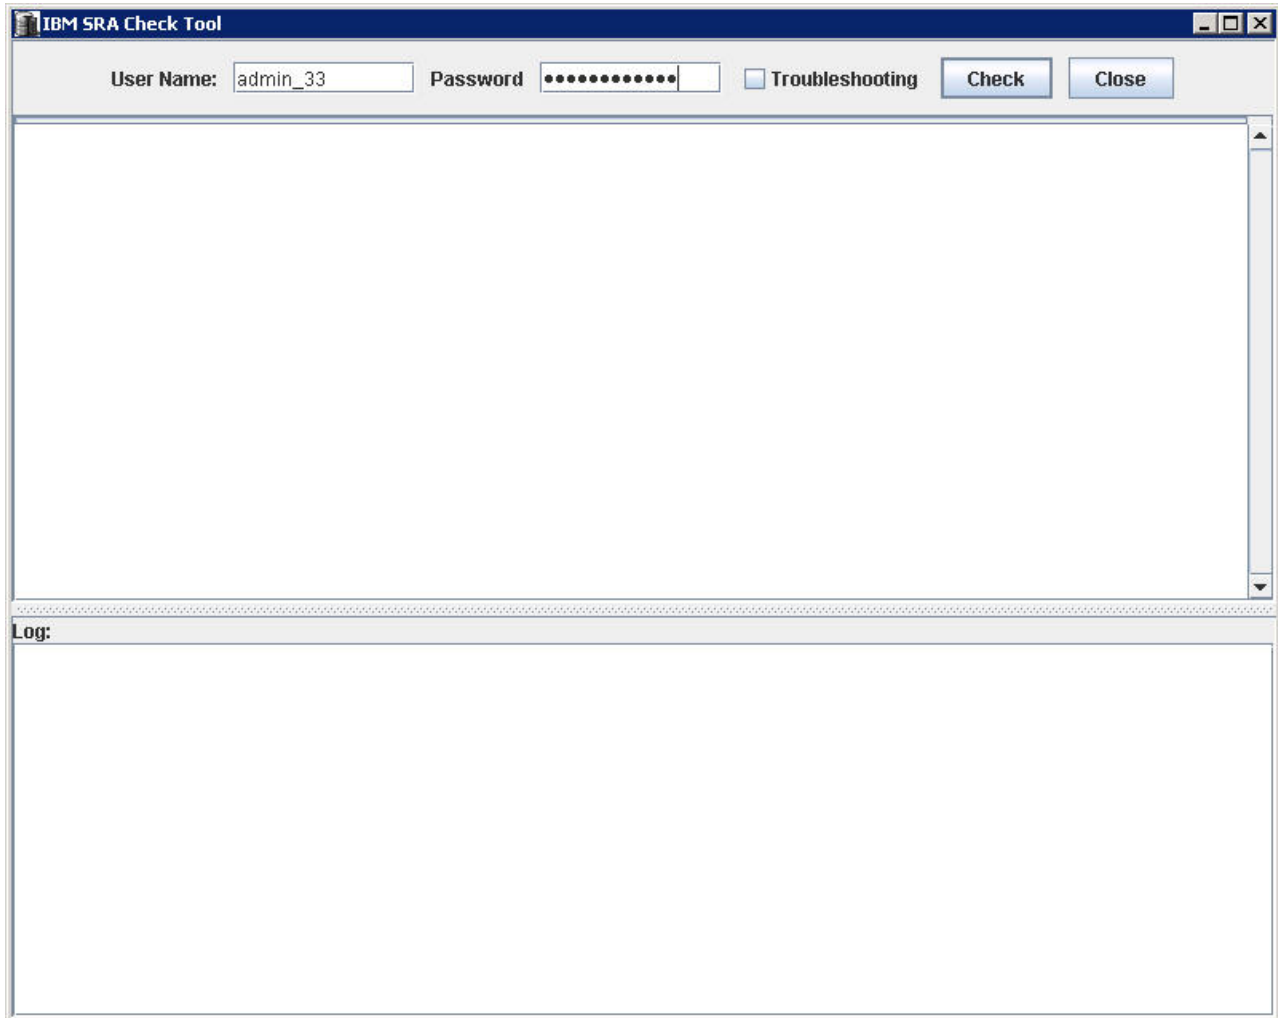 IBM SRA Check Tool
User Name: admin_33 Password •••••••••••• Troubleshooting Check Close
Log: